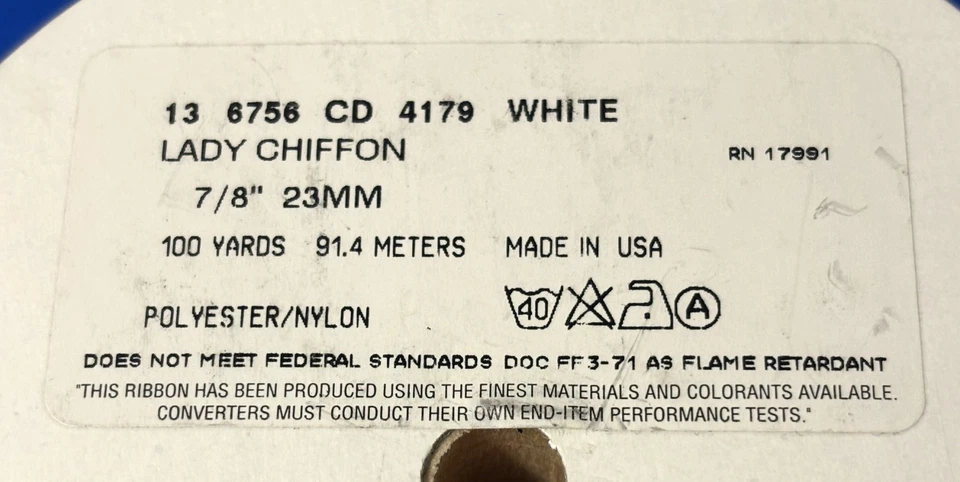 13 6756 CD 4179 WHITE
LADY CHIFFON RN 17991
7/8" 23MM
100 YARDS 91.4 METERS MADE IN USA
POLYESTER/NYLON 40 A
DOES NOT MEET FEDERAL STANDARDS DOC FF3-71 AS FLAME RETARDANT
"THIS RIBBON HAS BEEN PRODUCED USING THE FINEST MATERIALS AND COLORANTS AVAILABLE.
CONVERTERS MUST CONDUCT THEIR OWN END-ITEM PERFORMANCE TESTS."